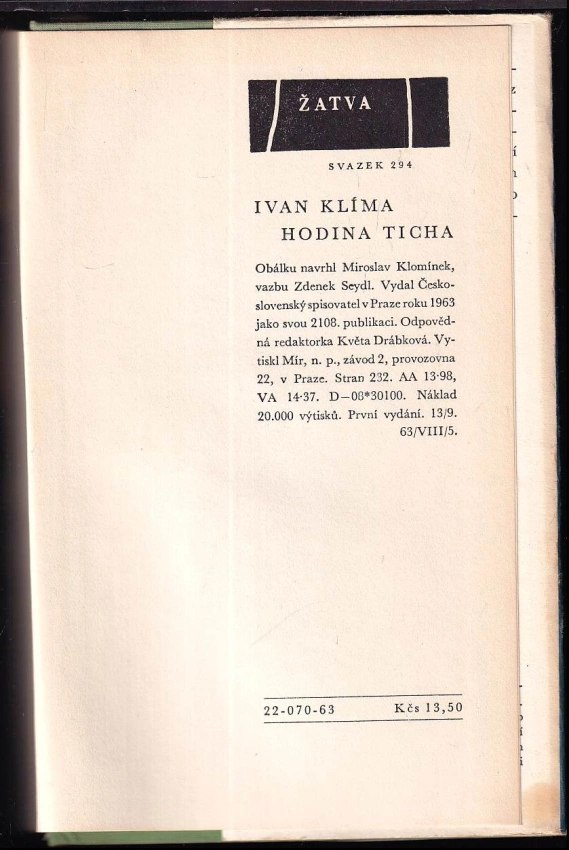 ŽATVA
SVAZEK 294
IVAN KLÍMA
HODINA TICHA
Obálku navrhl Miroslav Klomínek,
vazbu Zdenek Seydl. Vydal Česko-
slovenský spisovatel v Praze roku 1963
jako svou 2108. publikaci. Odpověd-
ná redaktorka Květa Drábková. Vy-
tiskl Mír, n. p., závod 2, provozovna
22, v Praze. Stran 232. AA 13·98,
VA 14·37. D—08*30100. Náklad
20.000 výtisků. První vydání. 13/9.
63/VIII/5.
22-070-63 Kčs 13,50